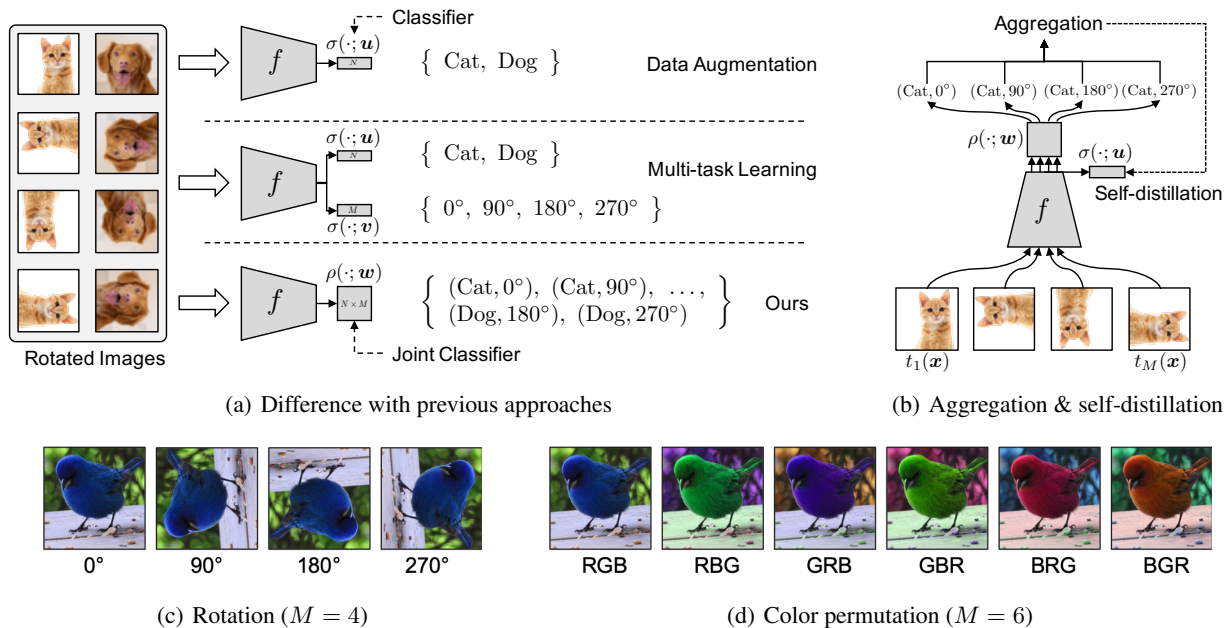 Classifier
σ(·; u)
f
N
{ Cat, Dog }
Data Augmentation
σ(·; u)
f
N
{ Cat, Dog }
Multi-task Learning
M
{ 0°, 90°, 180°, 270° }
σ(·; v)
ρ(·; w)
f
N × M
{ (Cat, 0°), (Cat, 90°), ...,
(Dog, 180°), (Dog, 270°) }
Ours
Joint Classifier
Rotated Images
(a) Difference with previous approaches
Aggregation
(Cat, 0°) (Cat, 90°) (Cat, 180°) (Cat, 270°)
ρ(·; w)
σ(·; u)
Self-distillation
f
t₁(x) t_M(x)
(b) Aggregation & self-distillation
0° 90° 180° 270°
(c) Rotation (M = 4)
RGB RBG GRB GBR BRG BGR
(d) Color permutation (M = 6)